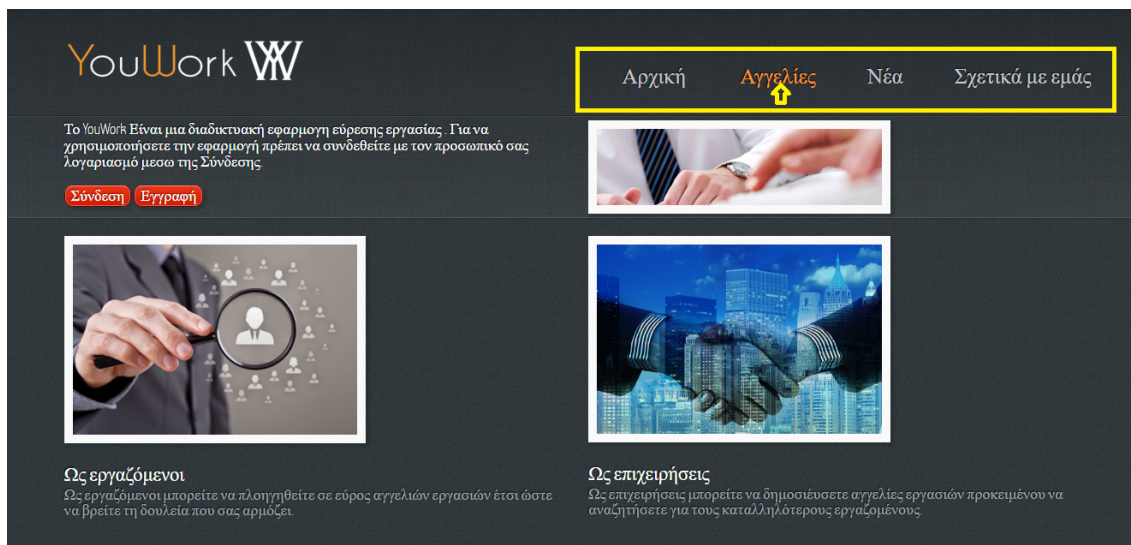 YouWork W
Αρχική Αγγελίες Νέα Σχετικά με εμάς
Το YouWork Είναι μια διαδικτυακή εφαρμογη εύρεσης εργασίας . Για να
χρησιμοποιήσετε την εφαρμογή πρέπει να συνδεθείτε με τον προσωπικό σας
λογαριασμό μεσω της Σύνδεσης.
Σύνδεση Εγγραφή
Ως εργαζόμενοι
Ως εργαζόμενοι μπορείτε να πλοηγηθείτε σε εύρος αγγελιών εργασιών έτσι ώστε
να βρείτε τη δουλεία που σας αρμόζει.
Ως επιχειρήσεις
Ως επιχειρήσεις μπορείτε να δημοσιέυσετε αγγελίες εργασιών προκειμένου να
αναζητήσετε για τους καταλληλότερους εργαζομένους.